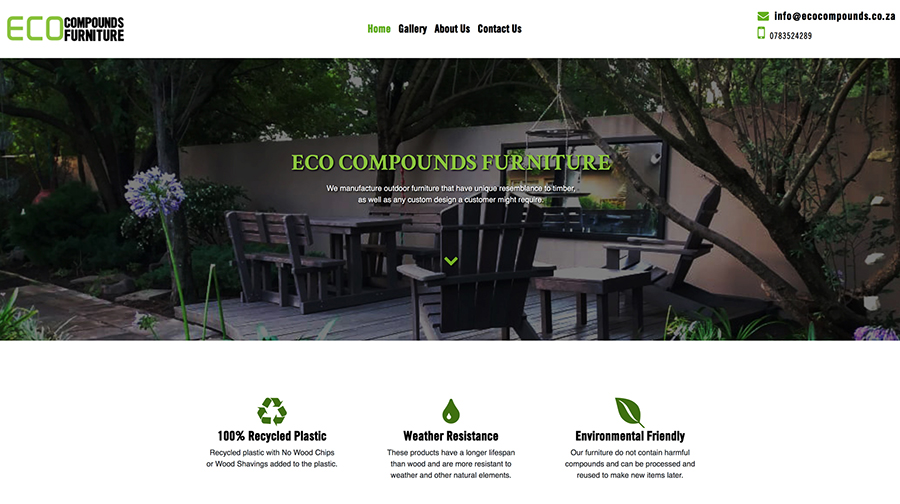 ECO COMPOUNDS
FURNITURE
Home Gallery About Us Contact Us
info@ecocompounds.co.za
0783524289
ECO COMPOUNDS FURNITURE
We manufacture outdoor furniture that have unique resemblance to timber,
as well as any custom design a customer might require.
100% Recycled Plastic
Recycled plastic with No Wood Chips
or Wood Shavings added to the plastic.
Weather Resistance
These products have a longer lifespan
than wood and are more resistant to
weather and other natural elements.
Environmental Friendly
Our furniture do not contain harmful
compounds and can be processed and
reused to make new items later.